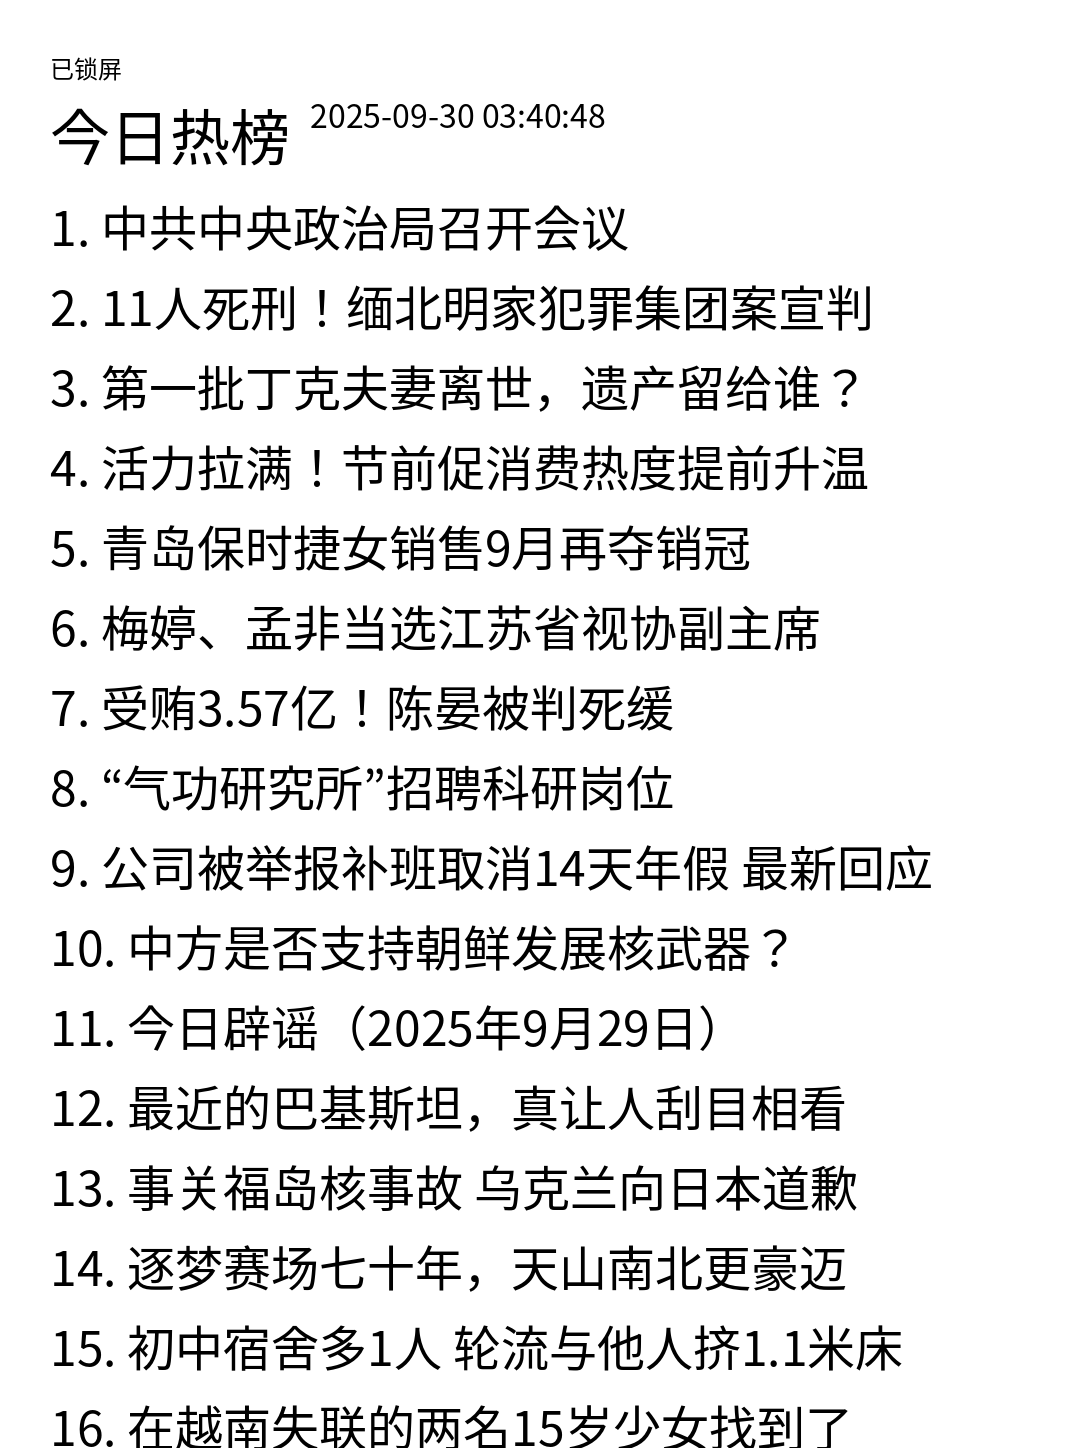 已锁屏
今日热榜 2025-09-30 03:40:48
1. 中共中央政治局召开会议
2. 11人死刑！缅北明家犯罪集团案宣判
3. 第一批丁克夫妻离世，遗产留给谁？
4. 活力拉满！节前促消费热度提前升温
5. 青岛保时捷女销售9月再夺销冠
6. 梅婷、孟非当选江苏省视协副主席
7. 受贿3.57亿！陈晏被判死缓
8. “气功研究所”招聘科研岗位
9. 公司被举报补班取消14天年假 最新回应
10. 中方是否支持朝鲜发展核武器？
11. 今日辟谣（2025年9月29日）
12. 最近的巴基斯坦，真让人刮目相看
13. 事关福岛核事故 乌克兰向日本道歉
14. 逐梦赛场七十年，天山南北更豪迈
15. 初中宿舍多1人 轮流与他人挤1.1米床
16. 在越南失联的两名15岁少女找到了